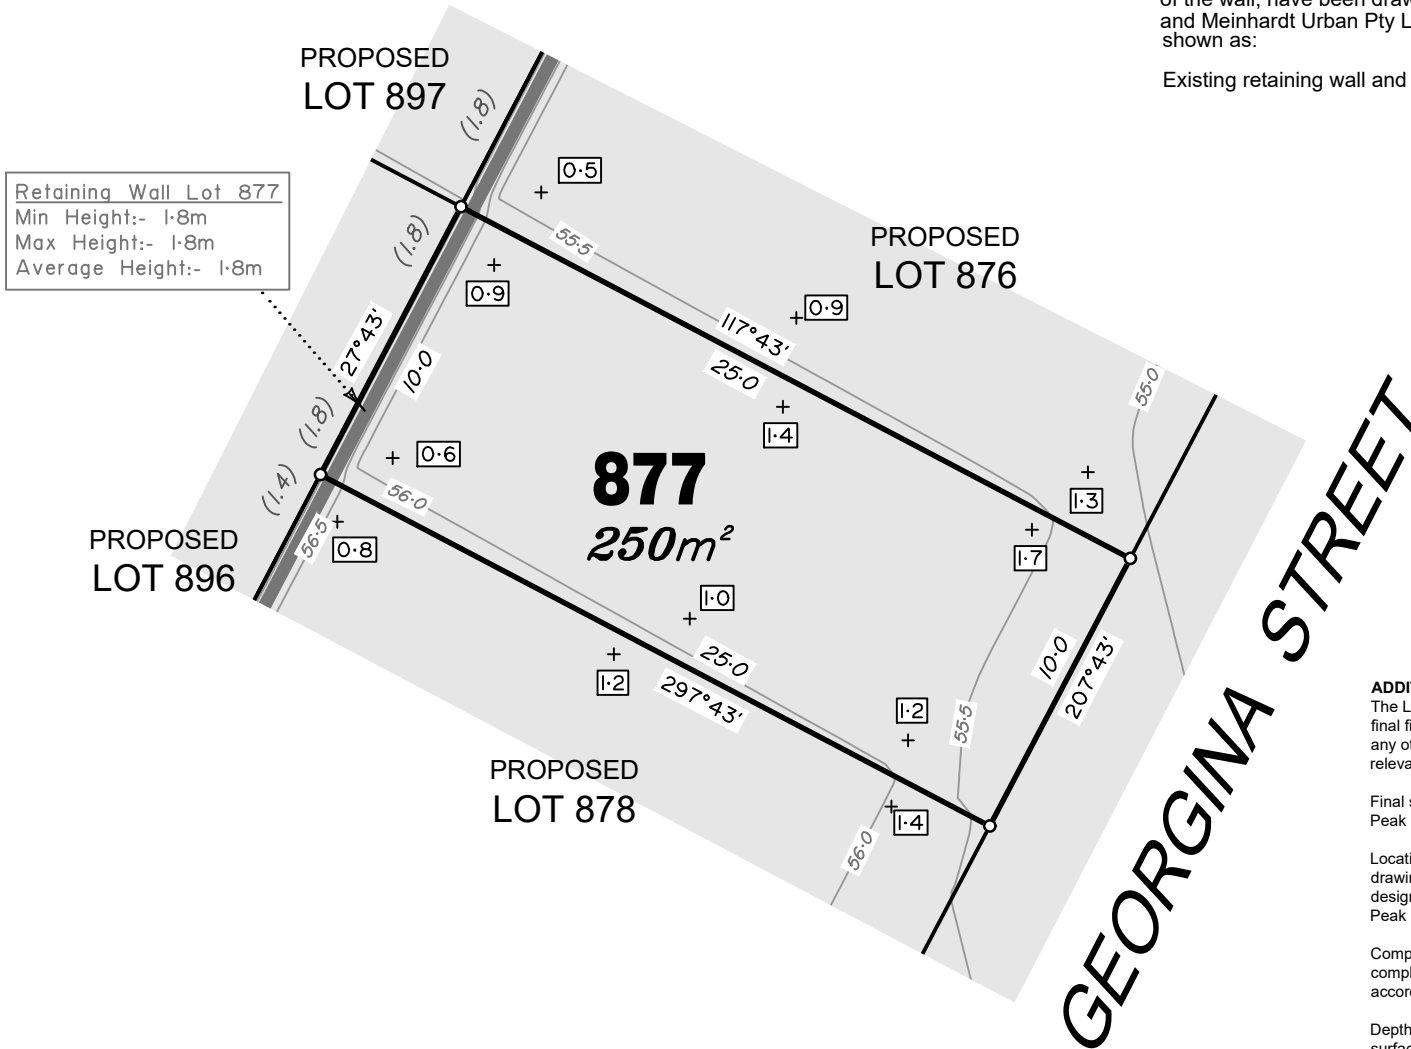 of the wall, have been draw
and Meinhardt Urban Pty L
shown as:
Existing retaining wall and
PROPOSED
LOT 897
(1.8)
Retaining Wall Lot 877
Min Height:- 1·8m
Max Height:- 1·8m
Average Height:- 1·8m
0·5
(1.8)
55·5
PROPOSED
LOT 876
0·9
0·9
27°43'
10·0
117°43'
25·0
55·0
(1.8)
1·4
0·6
(1.4)
56·0
877
250m²
1·3
56·5
0·8
1·7
PROPOSED
LOT 896
1·0
25·0
1·2
297°43'
10·0
207°43'
1·2
55·5
PROPOSED
LOT 878
1·4
56·0
GEORGINA STREET
ADDI
The L
final fi
any of
releva
Final s
Peak
Locati
drawin
design
Peak
Comp
compl
accor
Depth
surfac